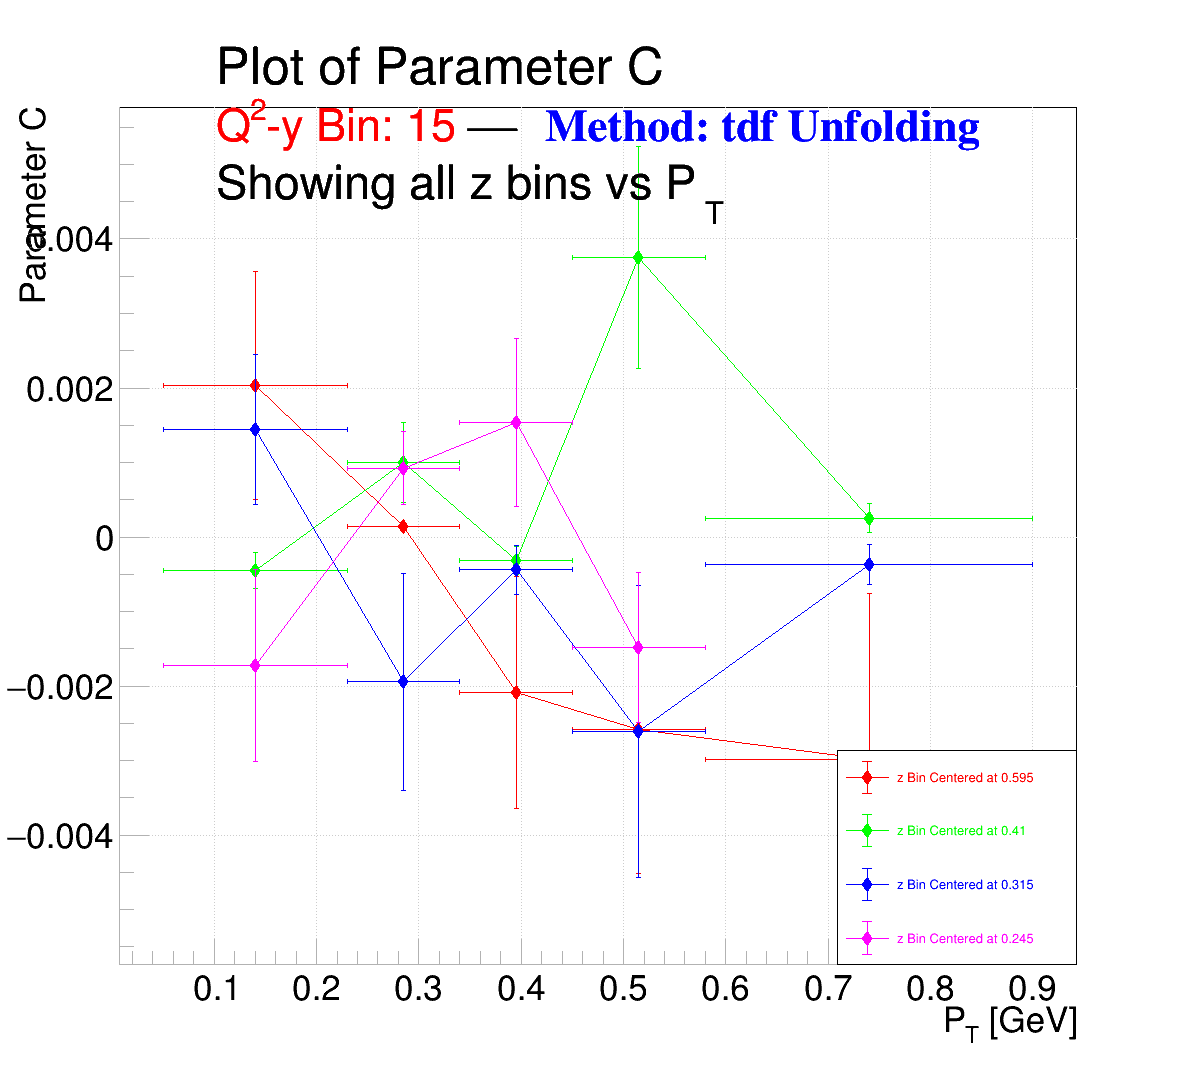 Plot of Parameter C
Q2-y Bin: 15 — Method: tdf Unfolding
Showing all z bins vs PT
Parameter C
0.004
0.002
0
−0.002
−0.004
z Bin Centered at 0.595
z Bin Centered at 0.41
z Bin Centered at 0.315
z Bin Centered at 0.245
0.1 0.2 0.3 0.4 0.5 0.6 0.7 0.8 0.9
PT [GeV]